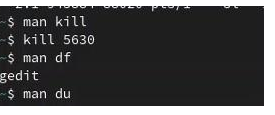 ~$ man kill
~$ kill 5630
~$ man df
gedit
~$ man du